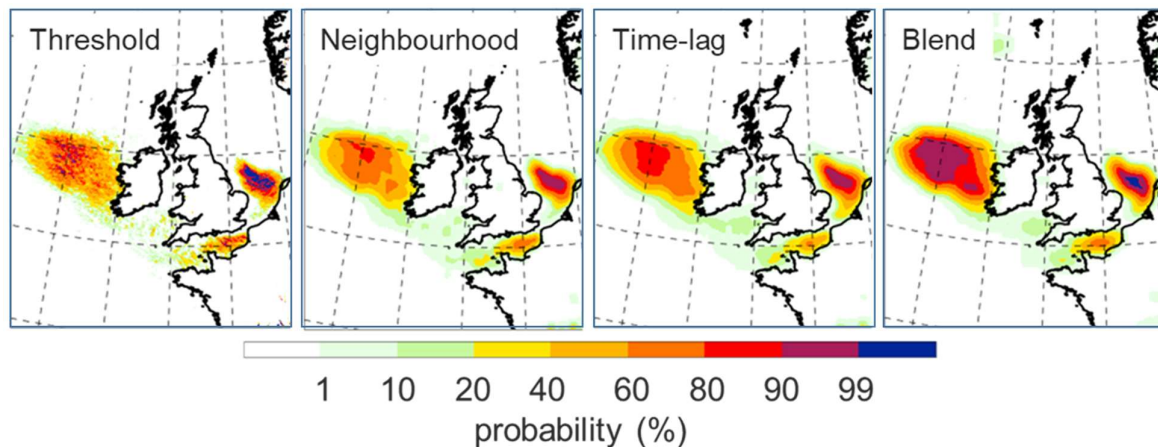 Threshold
Neighbourhood
Time-lag
Blend
1 10 20 40 60 80 90 99
probability (%)